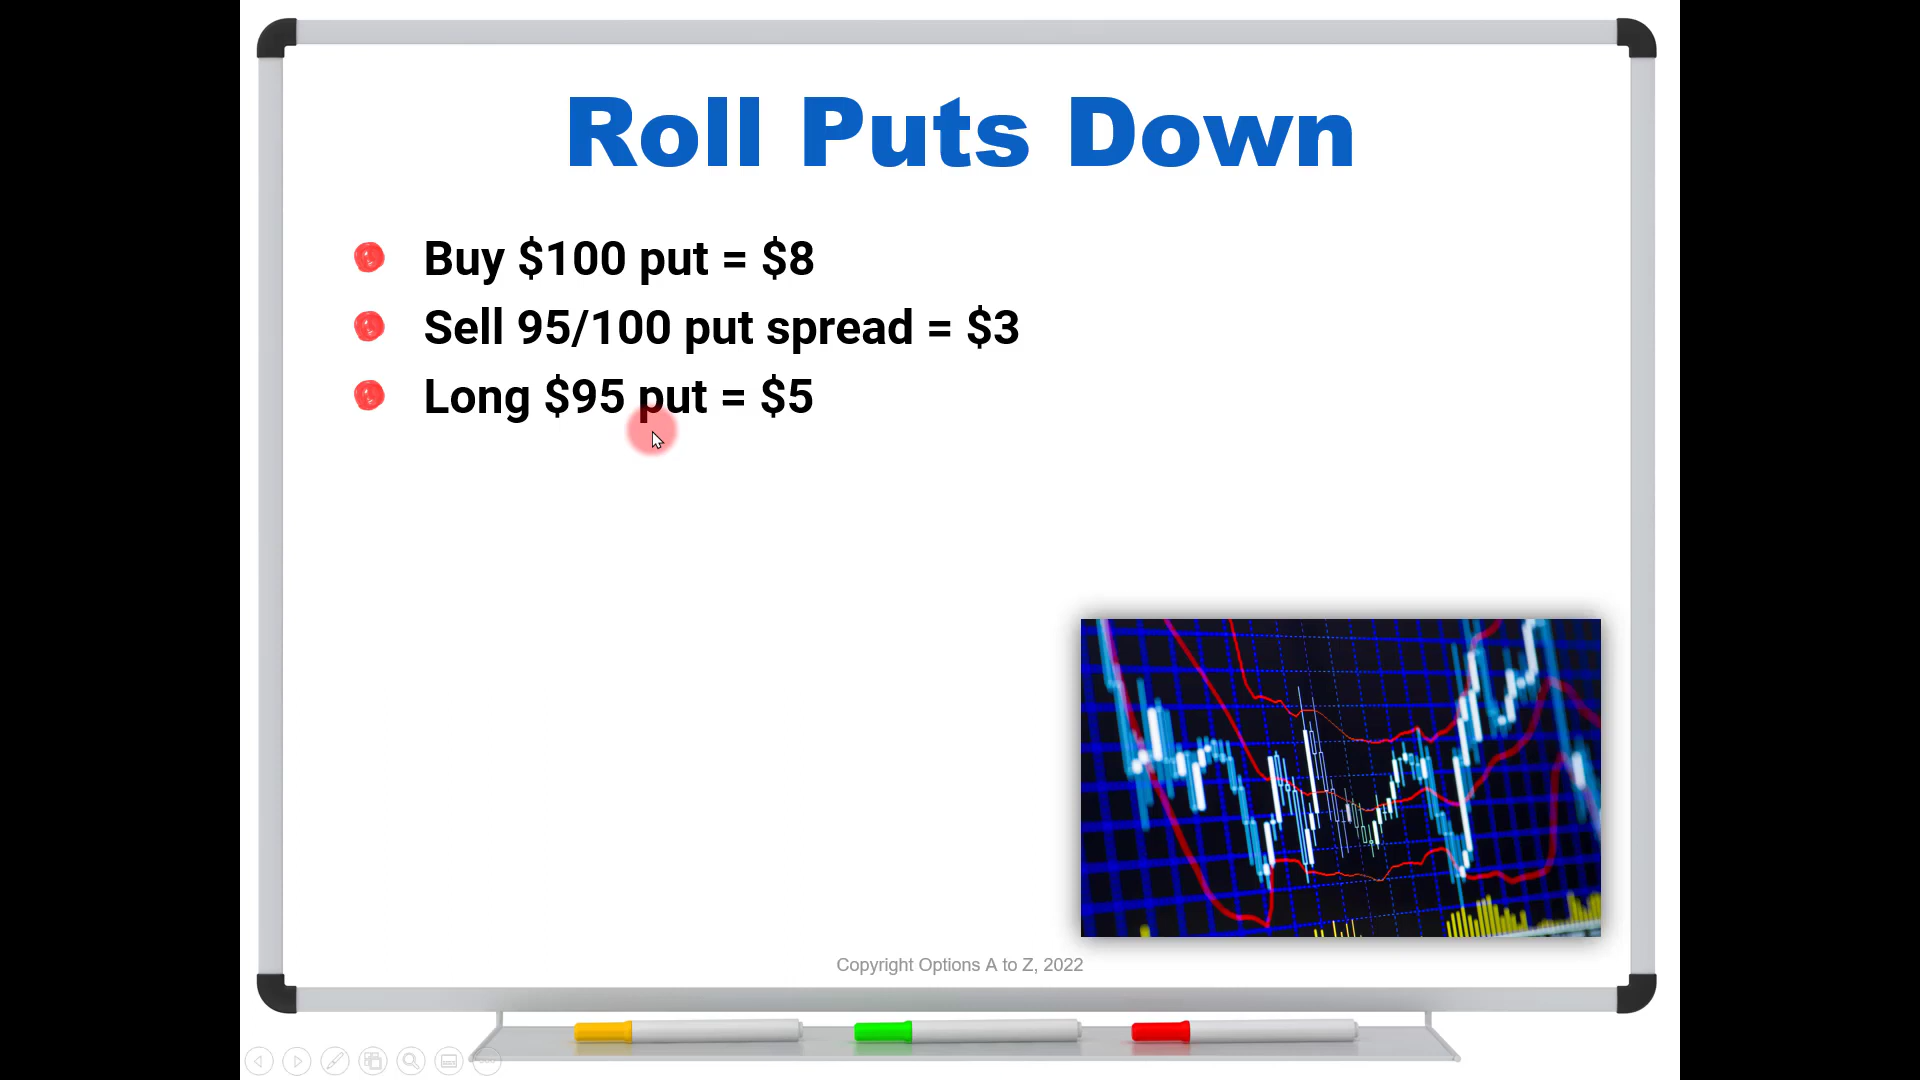 Roll Puts Down
Buy $100 put = $8
Sell 95/100 put spread = $3
Long $95 put = $5
Copyright Options A to Z, 2022